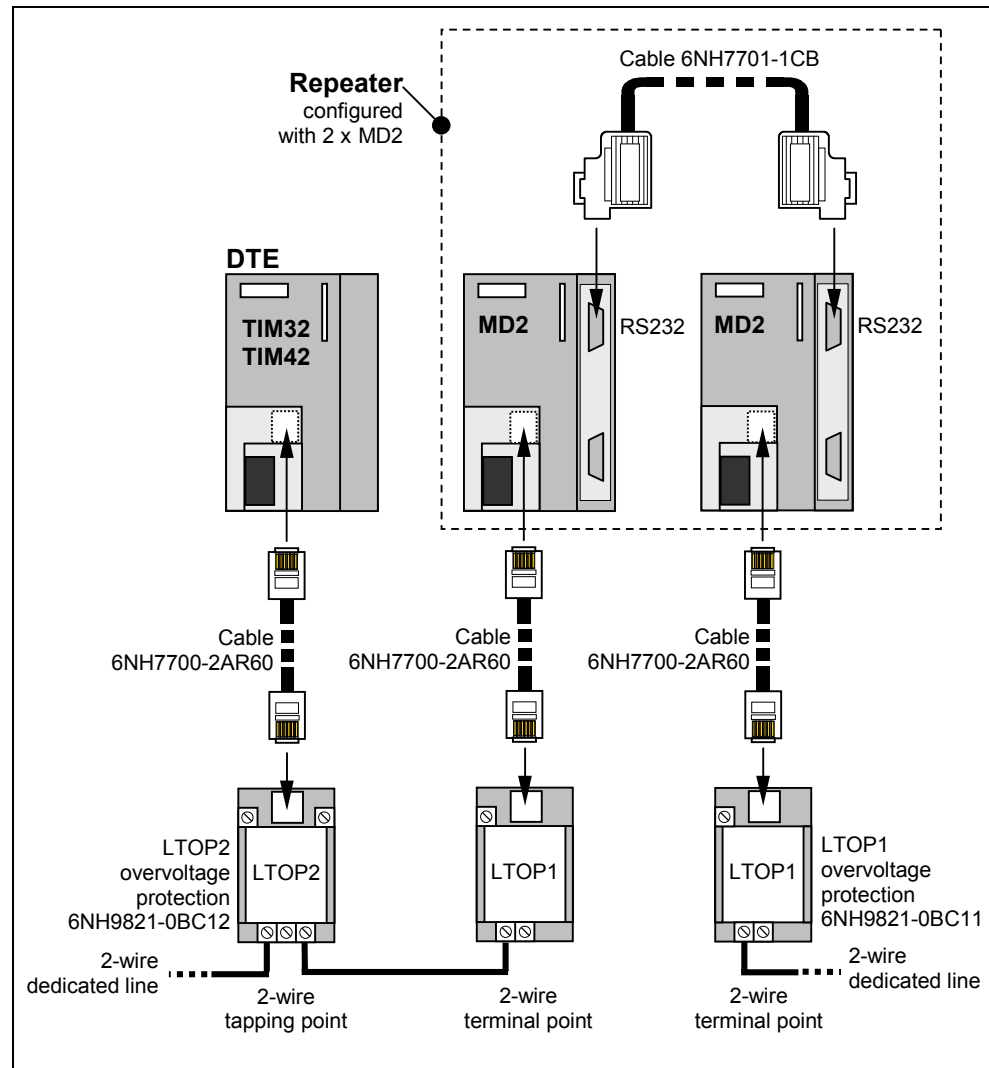 Cable 6NH7701-1CB
Repeater
configured
with 2 x MD2
DTE
TIM32
TIM42
MD2
RS232
MD2
RS232
Cable
6NH7700-2AR60
Cable
6NH7700-2AR60
Cable
6NH7700-2AR60
LTOP2
overvoltage
protection
6NH9821-0BC12
LTOP2
LTOP1
LTOP1
LTOP1
overvoltage
protection
6NH9821-0BC11
2-wire
dedicated line
2-wire
tapping point
2-wire
terminal point
2-wire
terminal point
2-wire
dedicated line